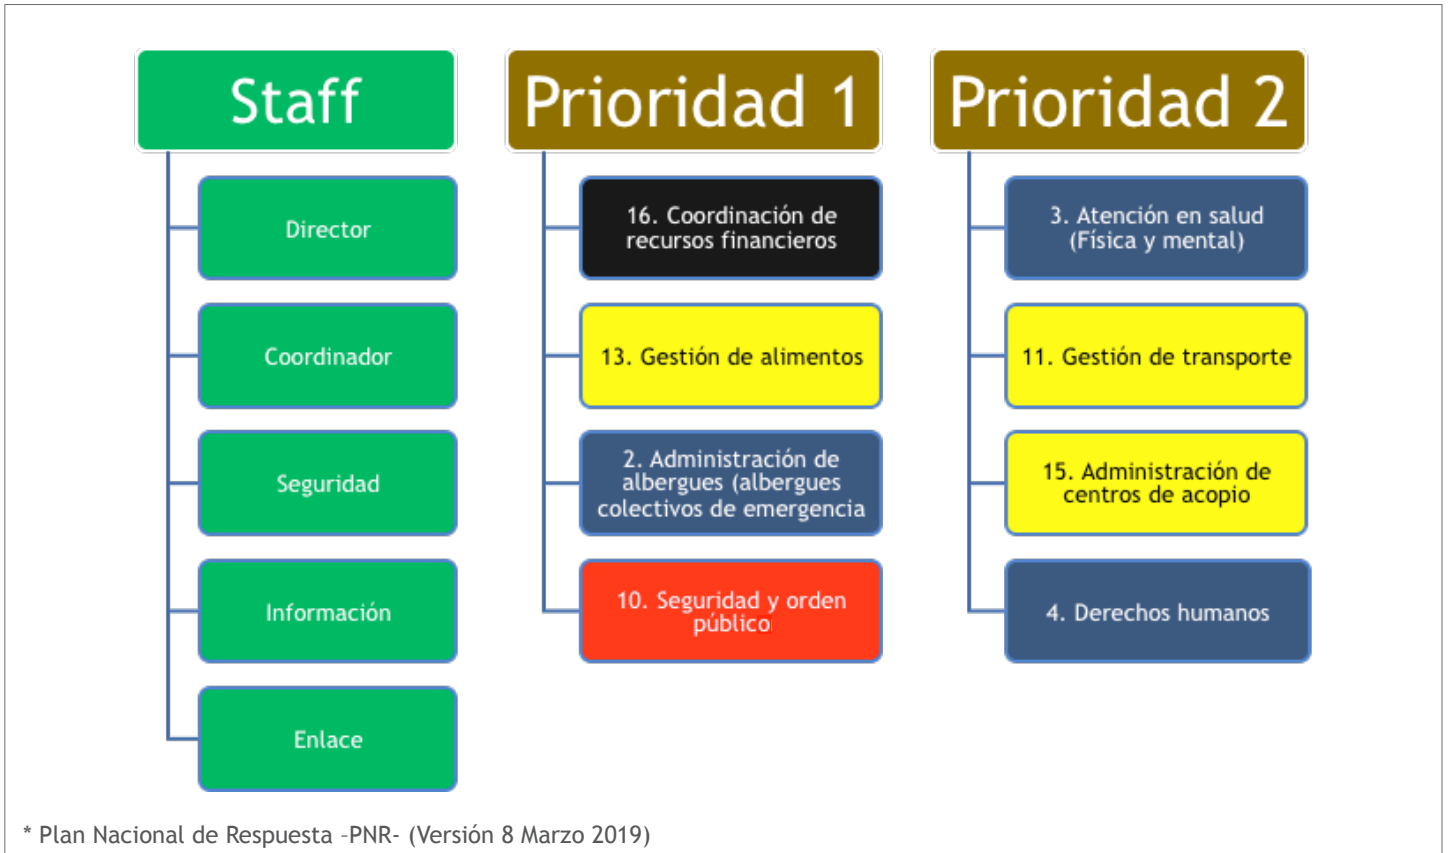 Staff
Director
Coordinador
Seguridad
Información
Enlace
Prioridad 1
16. Coordinación de
recursos financieros
13. Gestión de alimentos
2. Administración de
albergues (albergues
colectivos de emergencia
10. Seguridad y orden
público
Prioridad 2
3. Atención en salud
(Física y mental)
11. Gestión de transporte
15. Administración de
centros de acopio
4. Derechos humanos
* Plan Nacional de Respuesta –PNR- (Versión 8 Marzo 2019)